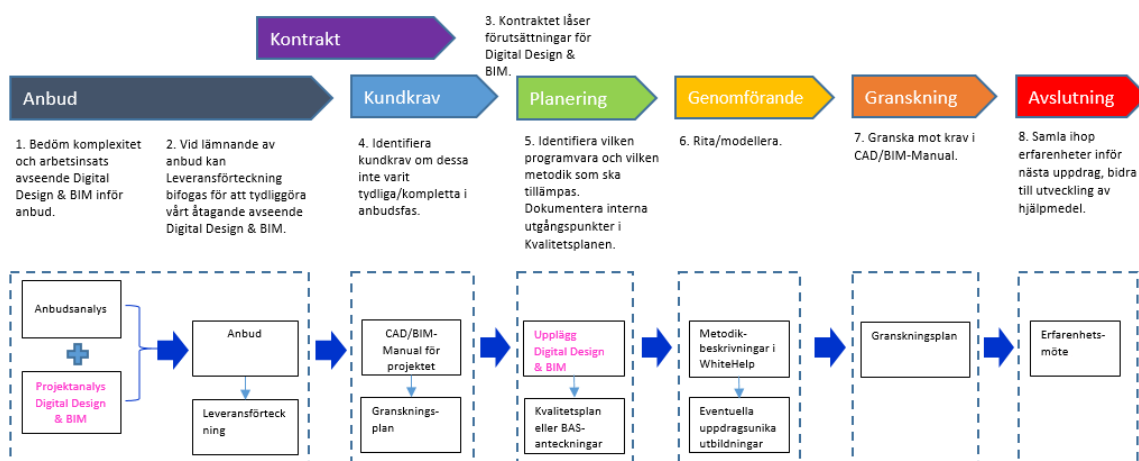 Kontrakt
3. Kontraktet låser
förutsättningar för
Digital Design &
BIM.
Anbud
Kundkrav
Planering
Genomförande
Granskning
Avslutning
1. Bedöm komplexitet
och arbetsinsats
avseende Digital
Design & BIM inför
anbud.
2. Vid lämnande av
anbud kan
Leveransförteckning
bifogas för att tydliggöra
vårt åtagande avseende
Digital Design & BIM.
4. Identifiera
kundkrav om dessa
inte varit
tydliga/kompletta i
anbudsfas.
5. Identifiera vilken
programvara och vilken
metodik som ska
tillämpas.
Dokumentera interna
utgångspunkter i
Kvalitetsplanen.
6. Rita/modellera.
7. Granska mot krav i
CAD/BIM-Manual.
8. Samla ihop
erfarenheter inför
nästa uppdrag, bidra
till utveckling av
hjälpmedel.
Anbudsanalys
Projektanalys
Digital Design
& BIM
Anbud
Leveransförteck
ning
CAD/BIM-
Manual för
projektet
Gransknings-
plan
Upplägg
Digital Design
& BIM
Kvalitetsplan
eller BAS-
anteckningar
Metodik-
beskrivningar i
WhiteHelp
Eventuella
uppdragsunika
utbildningar
Granskningsplan
Erfarenhets-
möte